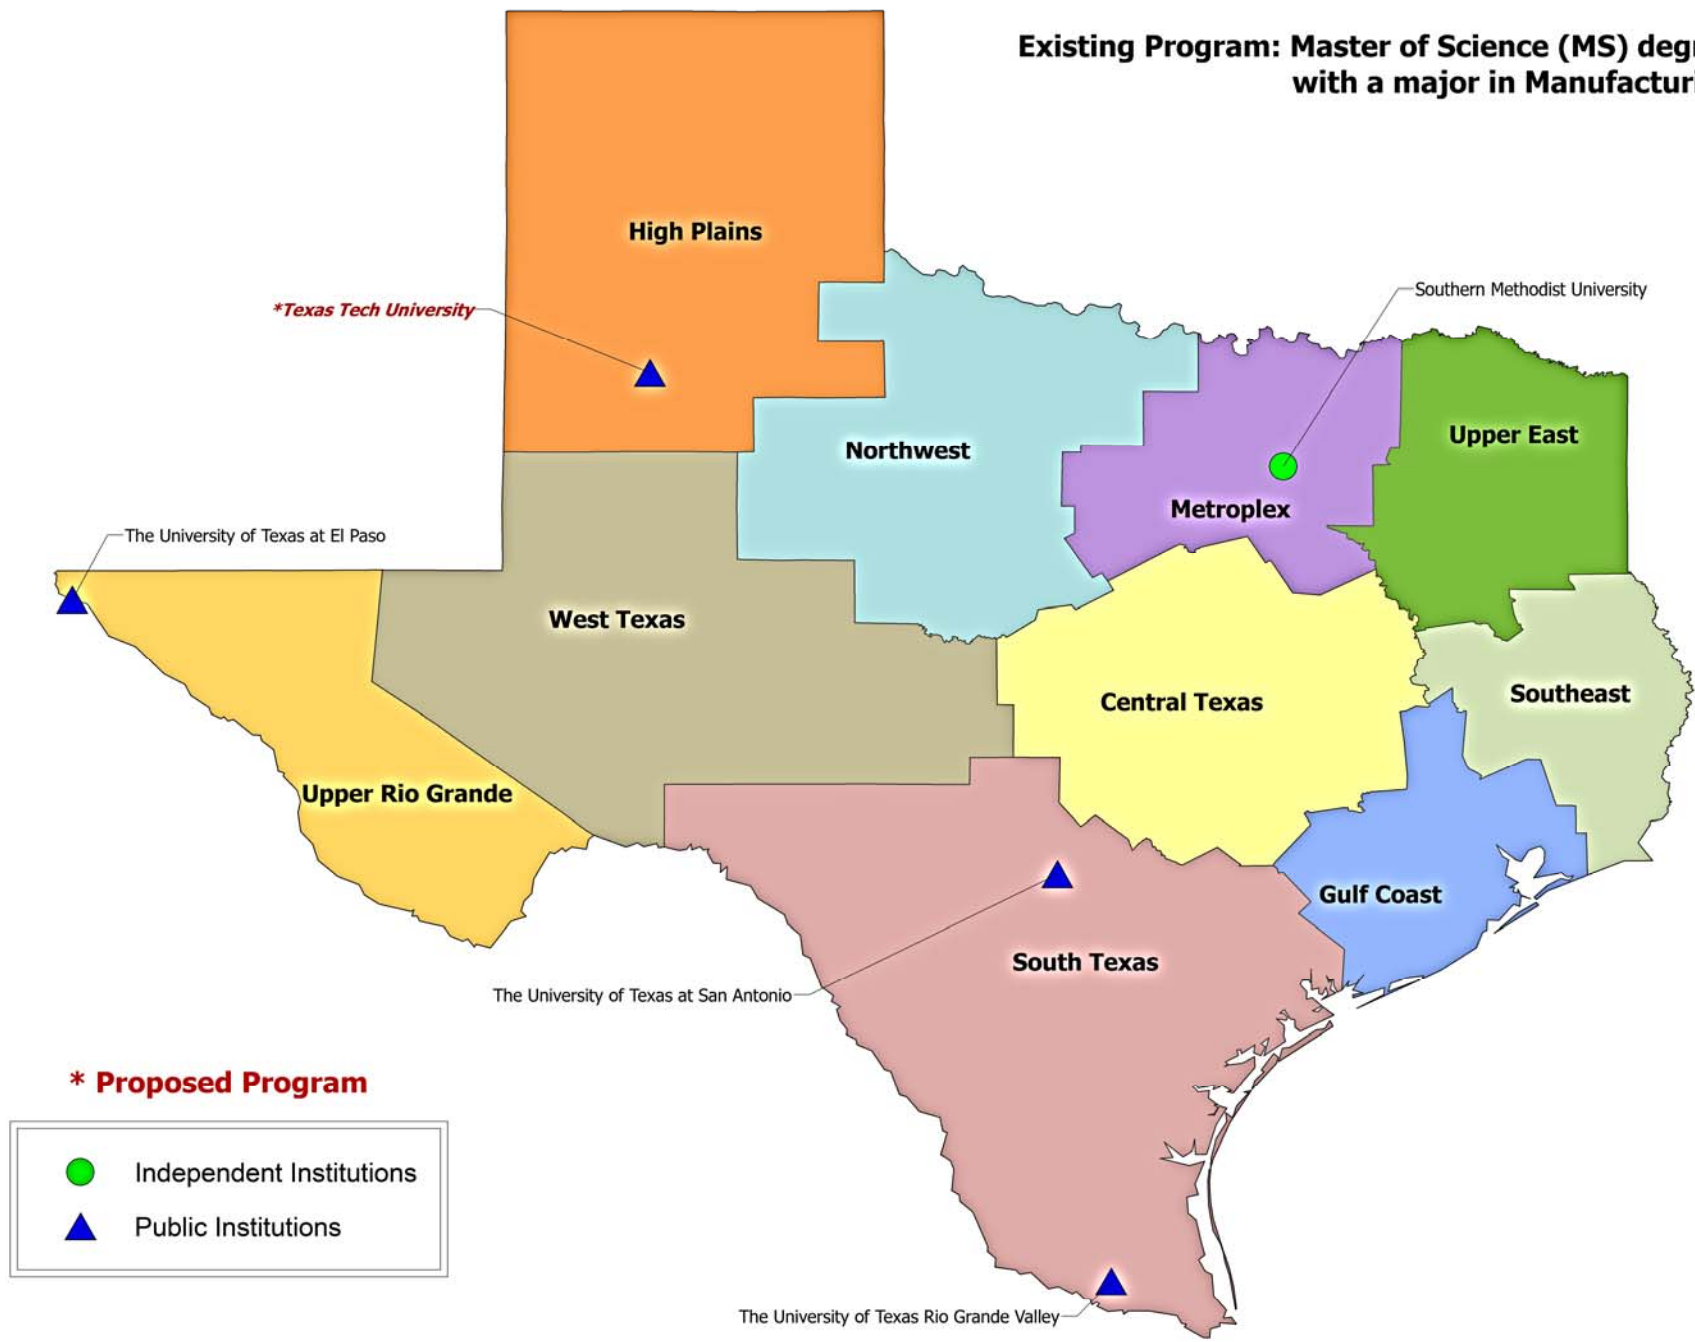 Existing Program: Master of Science (MS)
with a major in
High Plains
*Texas Tech University
Southern Methodist University
Upper East
Northwest
Metroplex
The University of Texas at El Paso
West Texas
Southeast
Central Texas
Upper Rio Grande
Gulf Coast
South Texas
The University of Texas at San Antonio
* Proposed Program
Independent Institutions
Public Institutions
The University of Texas Rio Grande Valley